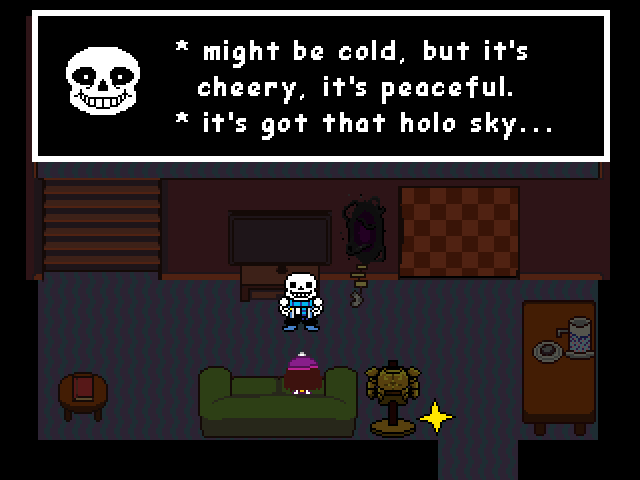 * might be cold, but it's
cheery, it's peaceful.
* it's got that holo sky...